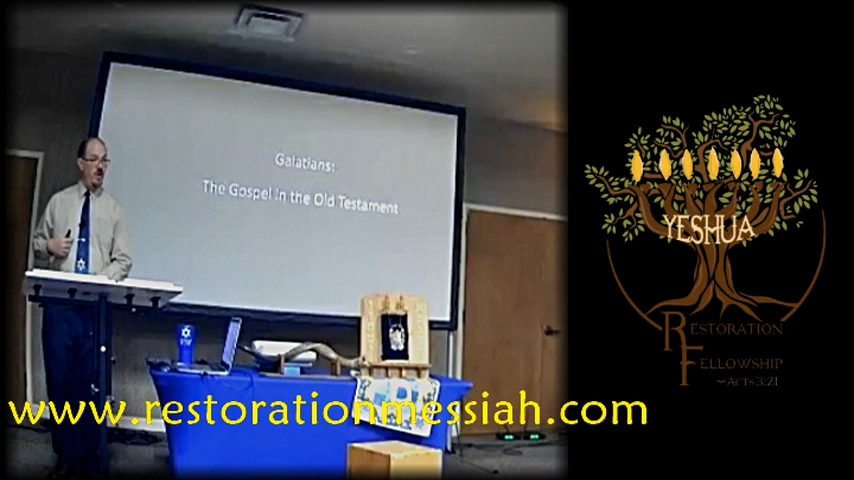 Galatians:
The Gospel in the Old Testament
YESHUA
RESTORATION
FELLOWSHIP
~ACTS 3:21
www.restorationmessiah.com